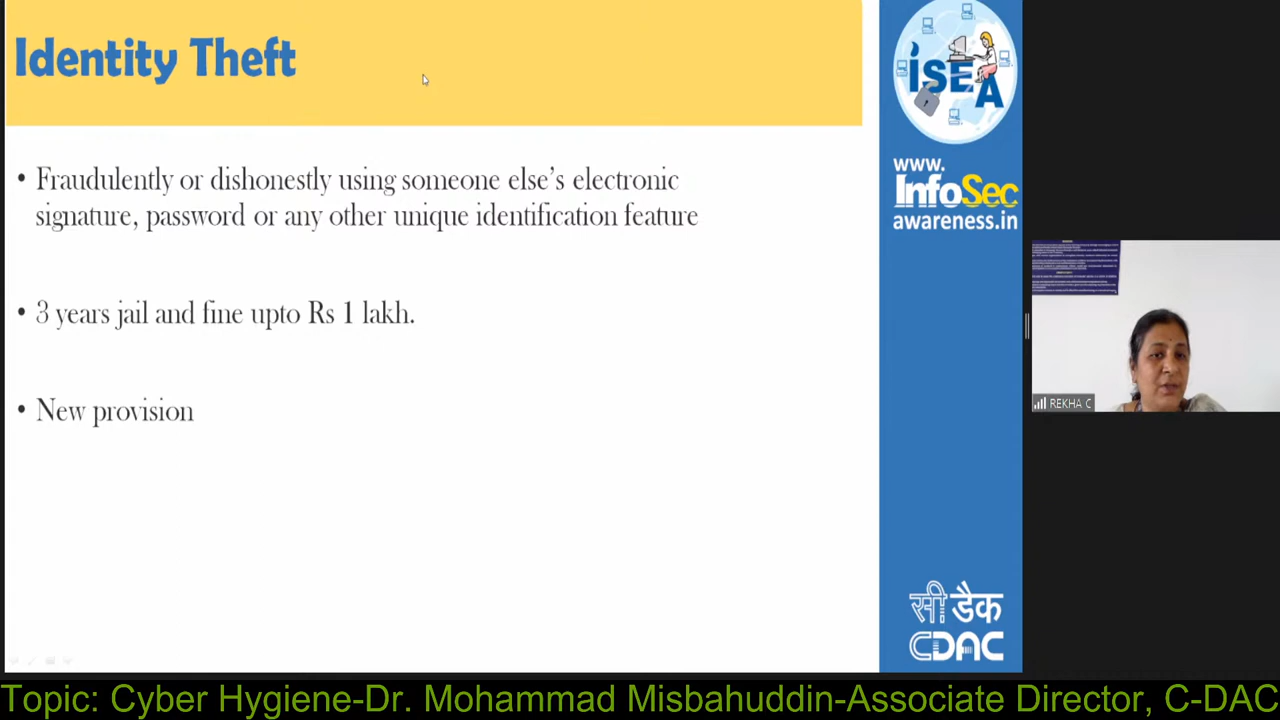 Identity Theft
• Fraudulently or dishonestly using someone else’s electronic
signature, password or any other unique identification feature
• 3 years jail and fine upto Rs 1 lakh.
• New provision
iSEA
www.
InfoSec
awareness.in
सी डैक
CDAC
REKHA C
Topic: Cyber Hygiene-Dr. Mohammad Misbahuddin-Associate Director, C-DAC